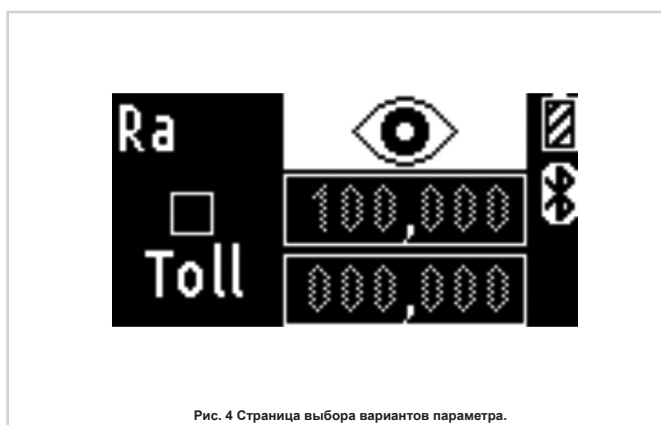 Ra
100,000
Toll
000,000
Рис. 4 Страница выбора вариантов параметра.